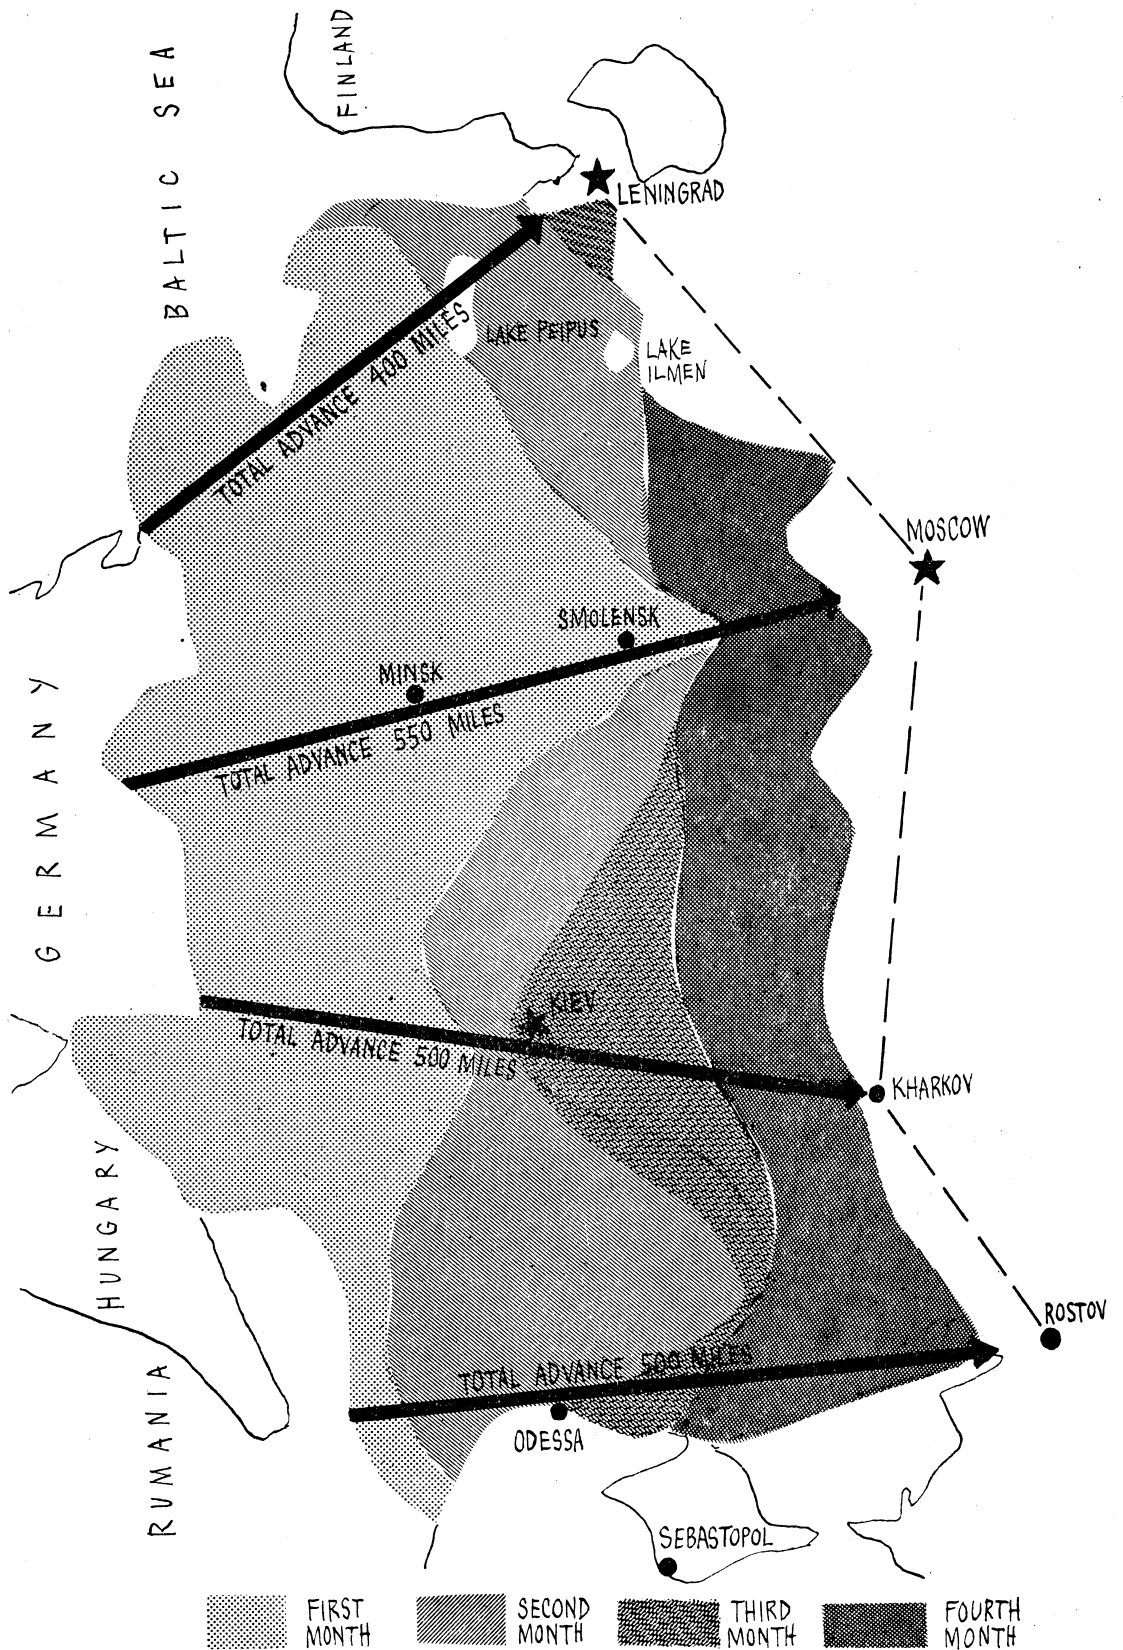 FINLAND
BALTIC SEA
LENINGRAD
LAKE PEIPUS
LAKE
ILMEN
TOTAL ADVANCE 400 MILES
MOSCOW
SMOLENSK
MINSK
TOTAL ADVANCE 550 MILES
GERMANY
KIEV
TOTAL ADVANCE 500 MILES
KHARKOV
HUNGARY
ROSTOV
TOTAL ADVANCE 500 MILES
RUMANIA
ODESSA
SEBASTOPOL
FIRST
MONTH
SECOND
MONTH
THIRD
MONTH
FOURTH
MONTH